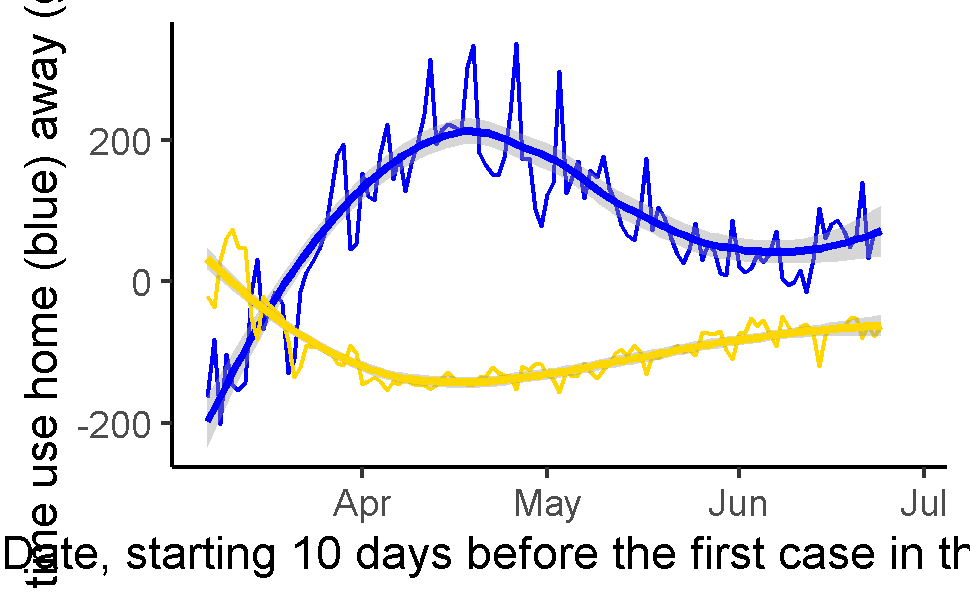 time use home (blue) away (
200
0
-200
Apr May Jun Jul
Date, starting 10 days before the first case in th